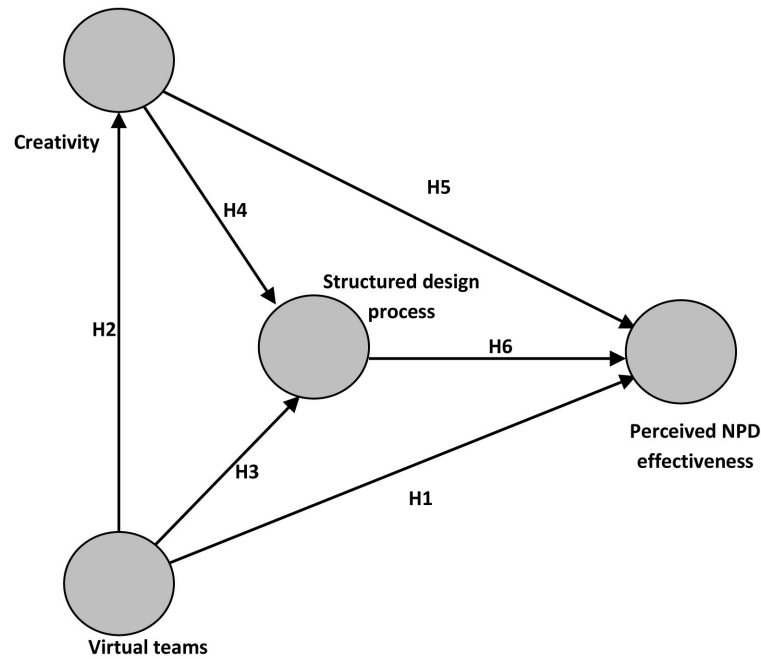 Creativity
H5
H4
Structured design
process
H2
H6
Perceived NPD
effectiveness
H3
H1
Virtual teams